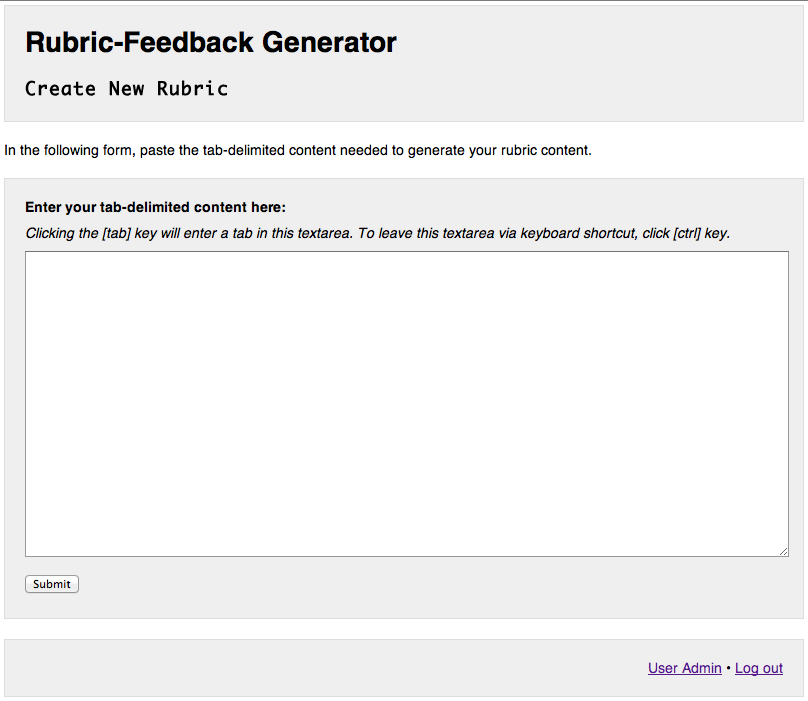 Rubric-Feedback Generator
Create New Rubric
In the following form, paste the tab-delimited content needed to generate your rubric content.
Enter your tab-delimited content here:
Clicking the [tab] key will enter a tab in this textarea. To leave this textarea via keyboard shortcut, click [ctrl] key.
Submit
User Admin • Log out